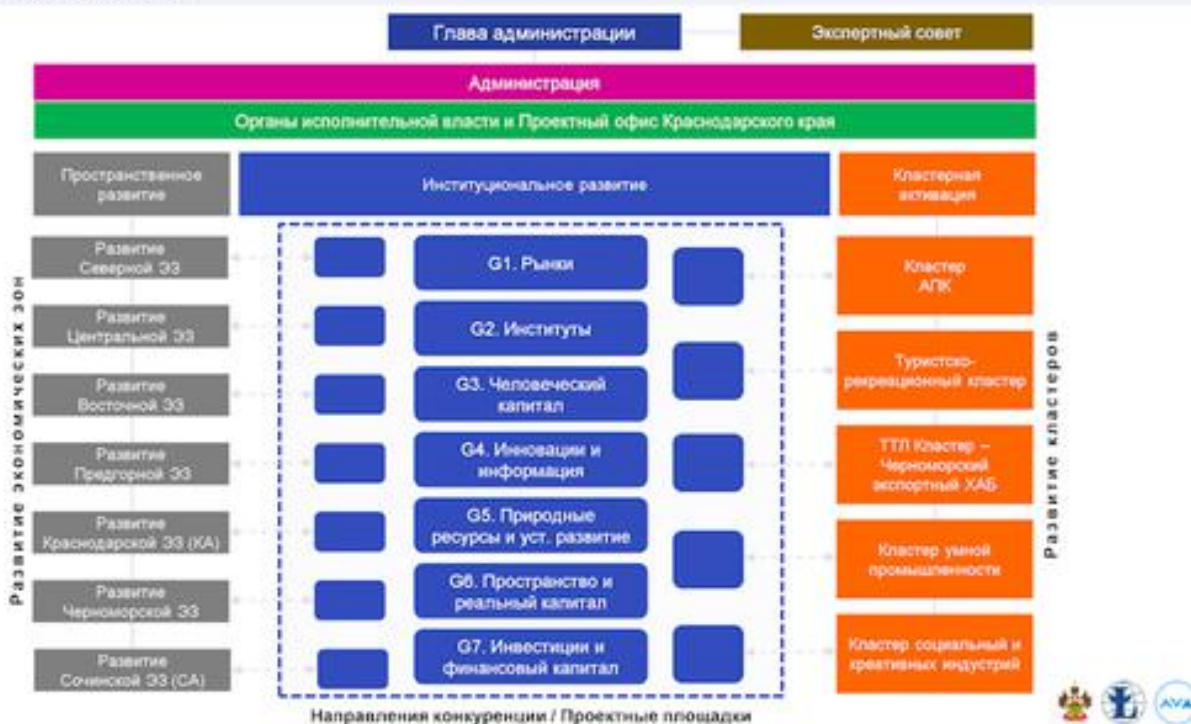 Глава администрации
Экспертный совет
Администрация
Органы исполнительной власти и Проектный офис Краснодарского края
Пространственное
развитие
Институциональное развитие
Кластерная
активация
Развитие экономических зон
Развитие
Северной ЭЗ
Развитие
Центральной ЭЗ
Развитие
Восточной ЭЗ
Развитие
Предгорной ЭЗ
Развитие
Краснодарской ЭЗ (КА)
Развитие
Черноморской ЭЗ
Развитие
Сочинской ЭЗ (СА)
G1. Рынки
G2. Институты
G3. Человеческий
капитал
G4. Инновации и
информация
G5. Природные
ресурсы и уст. развитие
G6. Пространство и
реальный капитал
G7. Инвестиции и
финансовый капитал
Кластер
АПК
Туристско-
рекреационный кластер
ТТЛ Кластер –
Черноморский
экспортный ХАБ
Кластер умной
промышленности
Кластер социальный и
креативных индустрий
Развитие кластеров
Направления конкуренции / Проектные площадки